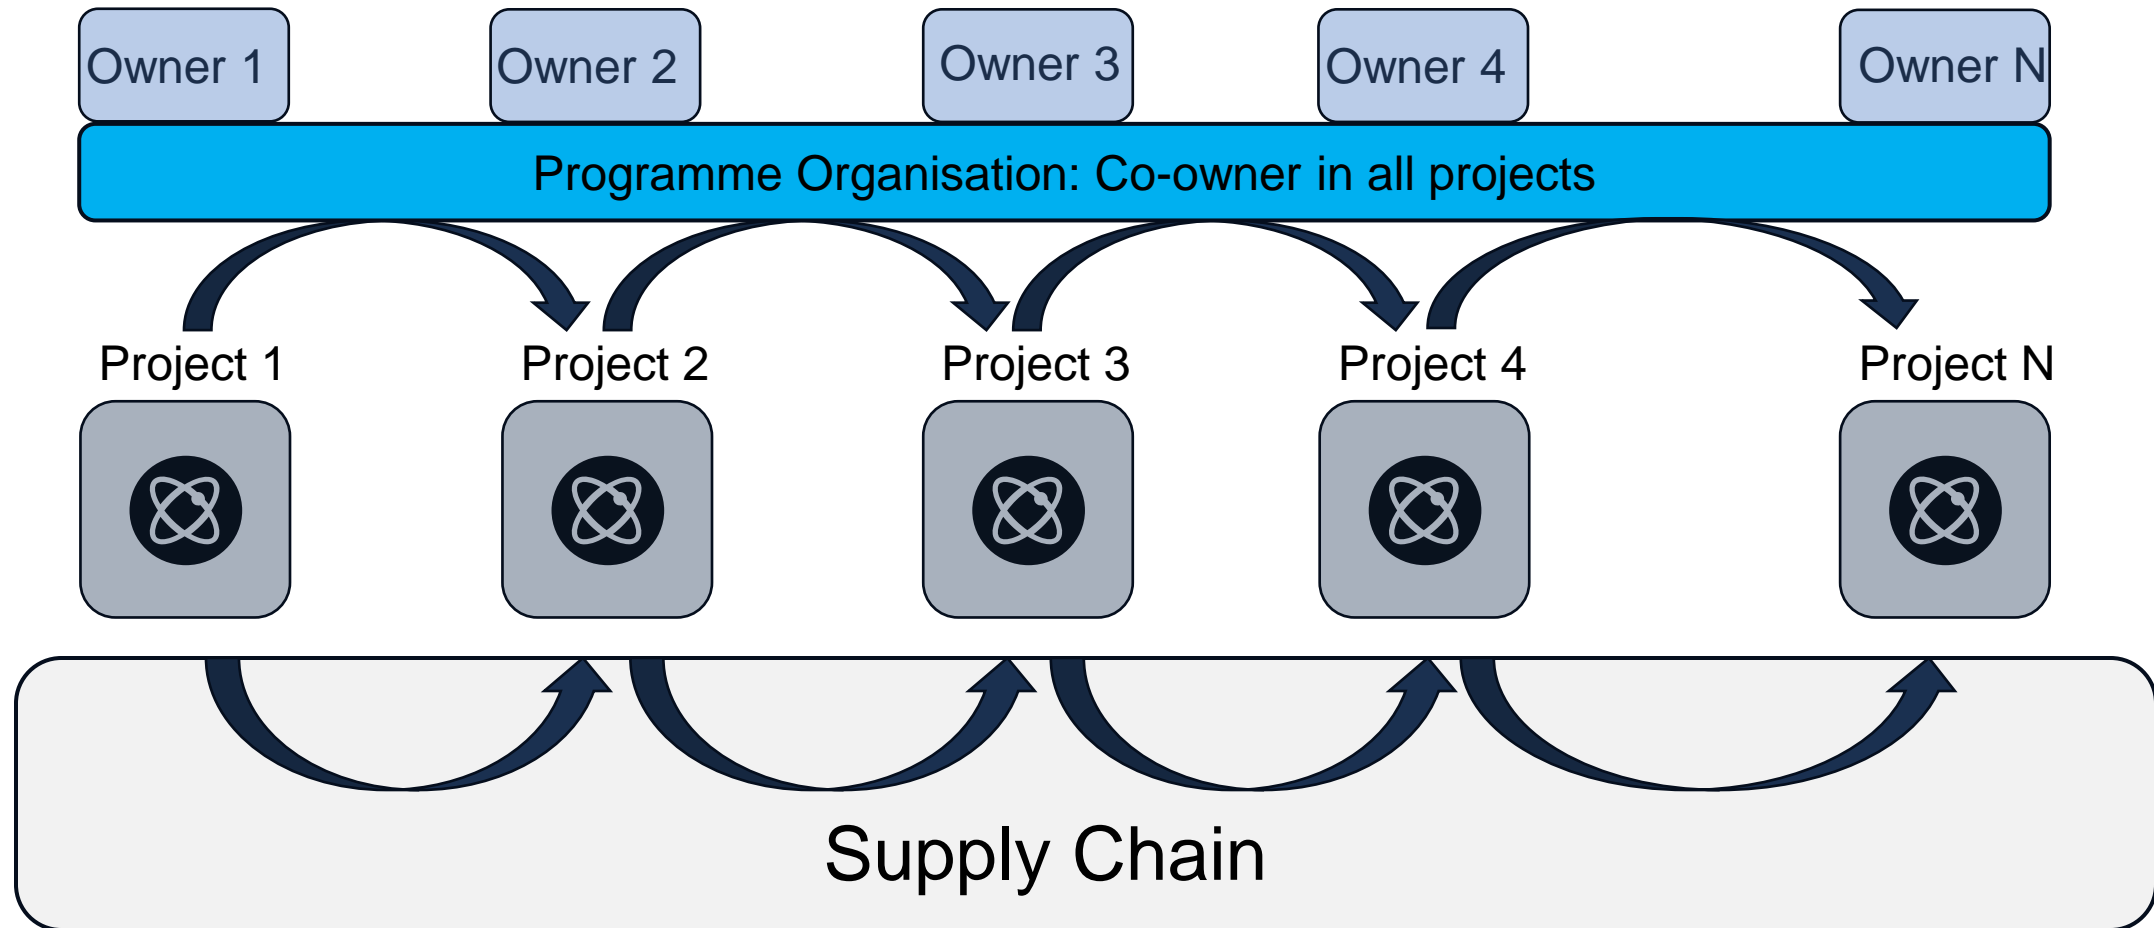 Owner 1
Owner 2
Owner 3
Owner 4
Owner N
Programme Organisation: Co-owner in all projects
Project 1
Project 2
Project 3
Project 4
Project N
Supply Chain